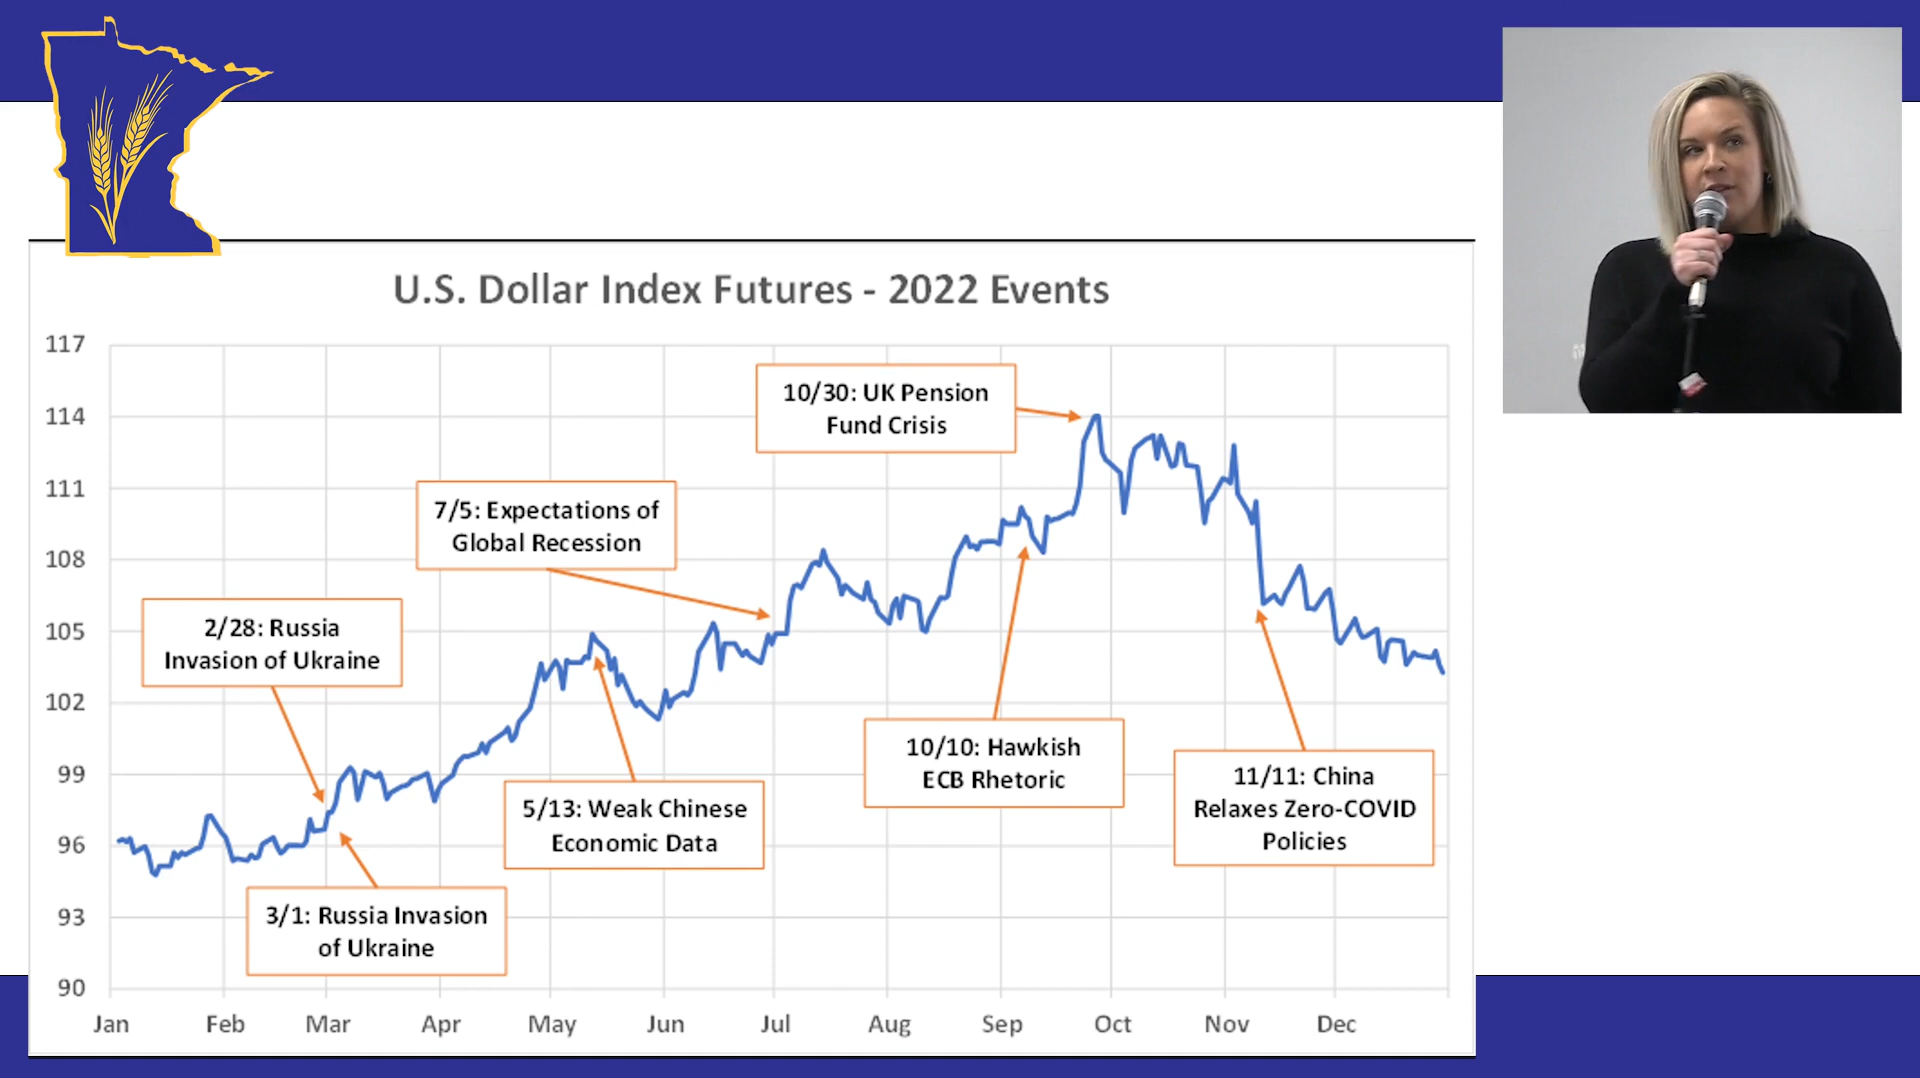 U.S. Dollar Index Futures - 2022 Events
117
114
111
108
105
102
99
96
93
90
10/30: UK Pension
Fund Crisis
7/5: Expectations of
Global Recession
2/28: Russia
Invasion of Ukraine
10/10: Hawkish
ECB Rhetoric
11/11: China
Relaxes Zero-COVID
Policies
5/13: Weak Chinese
Economic Data
3/1: Russia Invasion
of Ukraine
Jan Feb Mar Apr May Jun Jul Aug Sep Oct Nov Dec